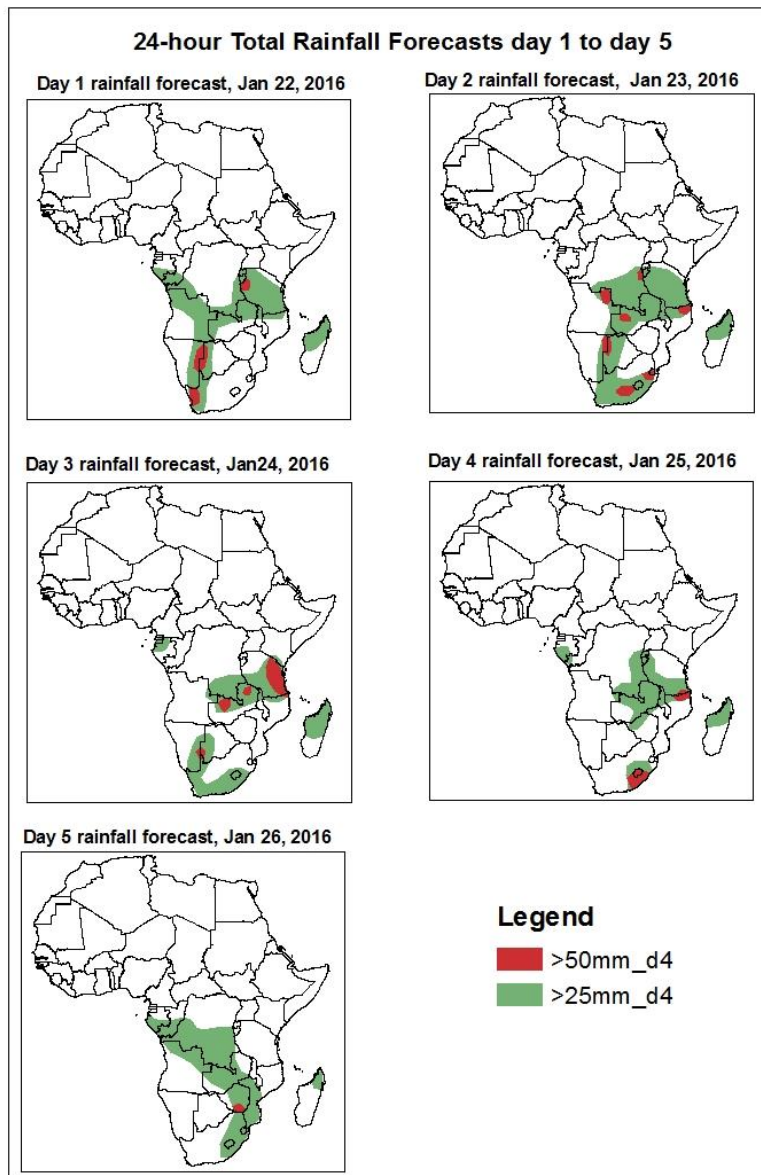 24-hour Total Rainfall Forecasts day 1 to day 5
Day 1 rainfall forecast, Jan 22, 2016
Day 2 rainfall forecast, Jan 23, 2016
Day 3 rainfall forecast, Jan24, 2016
Day 4 rainfall forecast, Jan 25, 2016
Day 5 rainfall forecast, Jan 26, 2016
Legend
>50mm_d4
>25mm_d4